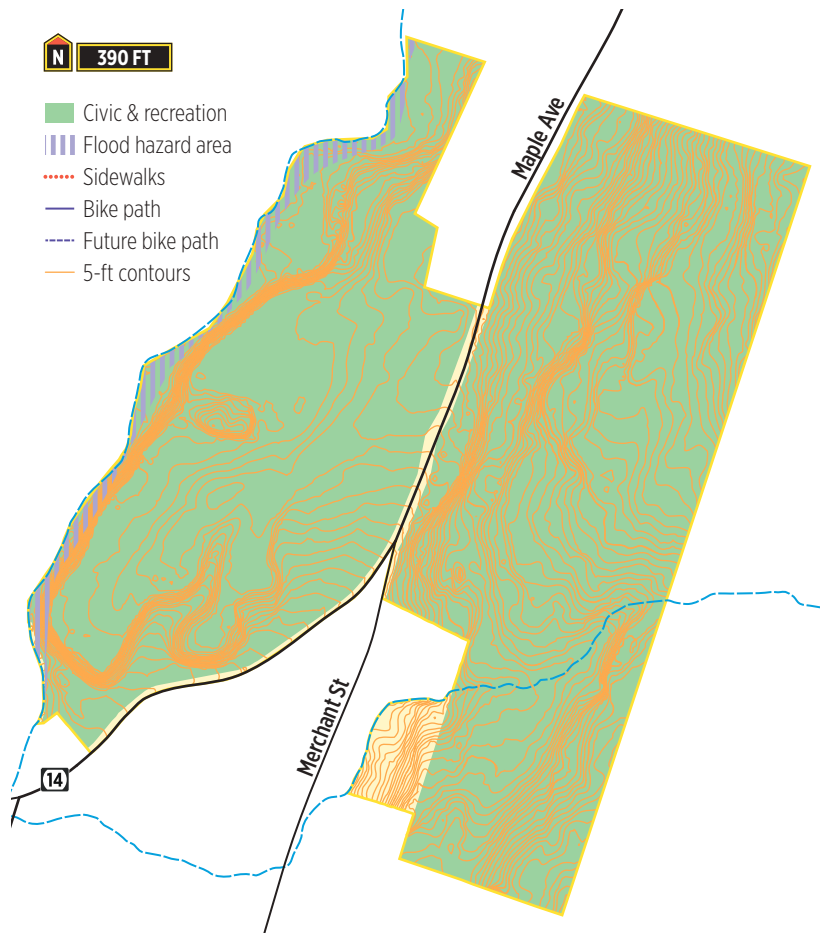 N
390 FT
Civic & recreation
Flood hazard area
Sidewalks
Bike path
Future bike path
5-ft contours
Maple Ave
Merchant St
14